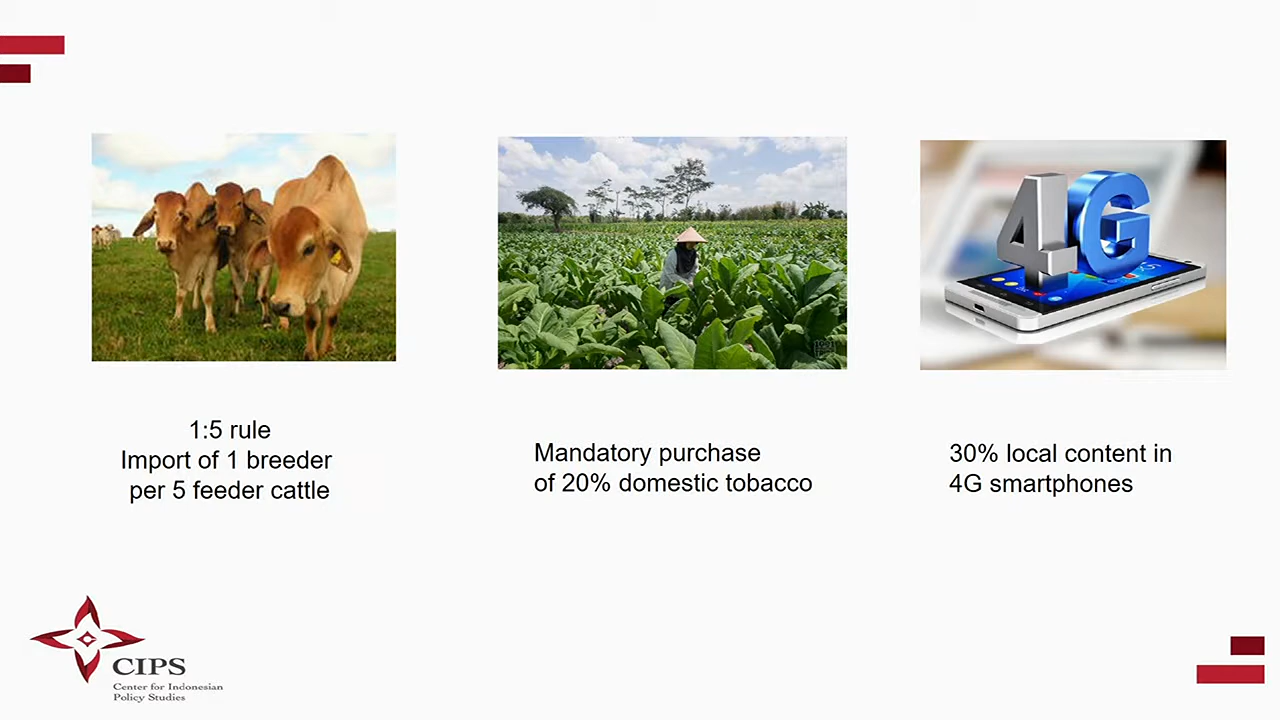 4G
1:5 rule
Import of 1 breeder
per 5 feeder cattle
Mandatory purchase
of 20% domestic tobacco
30% local content in
4G smartphones
CIPS
Center for Indonesian
Policy Studies